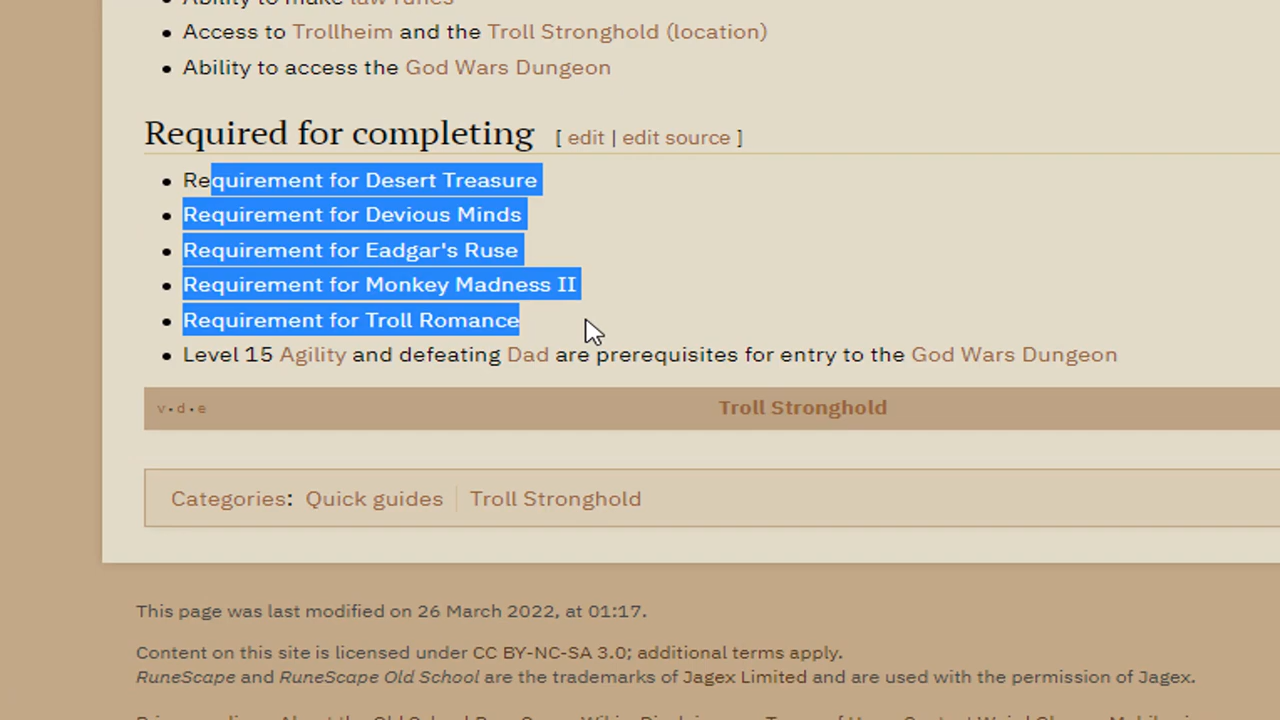 Ability to make law runes
Access to Trollheim and the Troll Stronghold (location)
Ability to access the God Wars Dungeon
Required for completing [ edit | edit source ]
Requirement for Desert Treasure
Requirement for Devious Minds
Requirement for Eadgar's Ruse
Requirement for Monkey Madness II
Requirement for Troll Romance
Level 15 Agility and defeating Dad are prerequisites for entry to the God Wars Dungeon
v • d • e Troll Stronghold
Categories: Quick guides Troll Stronghold
This page was last modified on 26 March 2022, at 01:17.
Content on this site is licensed under CC BY-NC-SA 3.0; additional terms apply.
RuneScape and RuneScape Old School are the trademarks of Jagex Limited and are used with the permission of Jagex.